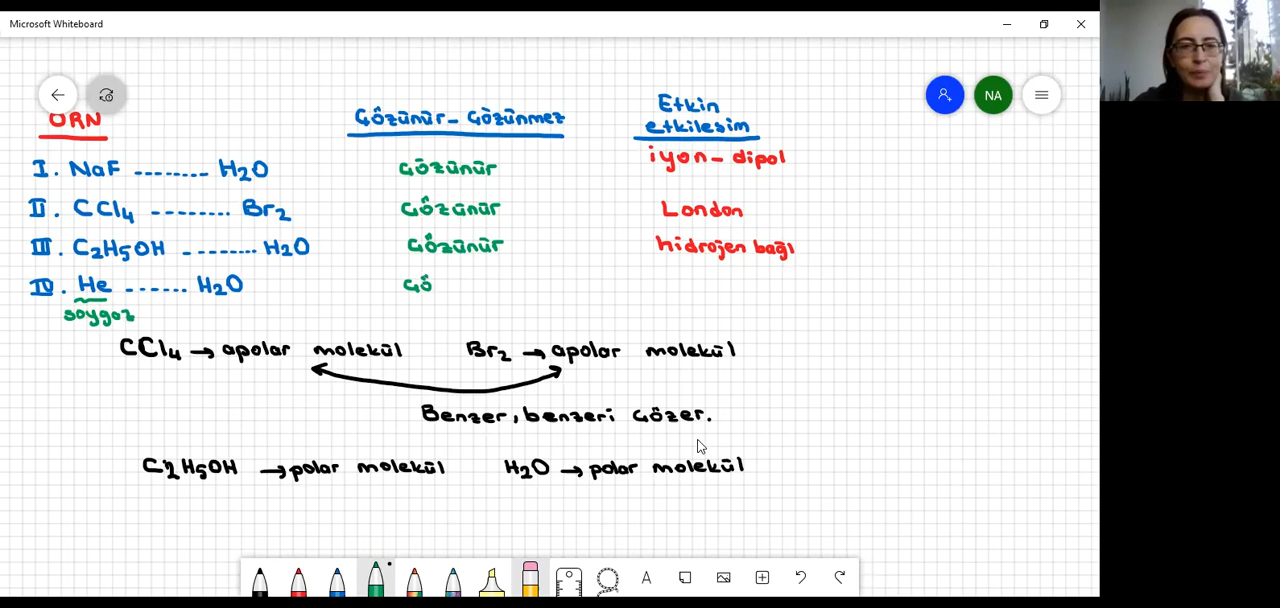 Microsoft Whiteboard
NA
ÖRN
Çözünür - Çözünmez
Etkin
etkileşim
I. NaF -------- H2O
Çözünür
iyon - dipol
II. CCl4 -------- Br2
Çözünür
London
III. C2H5OH -------- H2O
Çözünür
hidrojen bağı
IV. He ------ H2O
Çö
soygaz
CCl4 → apolar molekül
Br2 → apolar molekül
Benzer, benzeri çözer.
C2H5OH → polar molekül
H2O → polar molekül
A